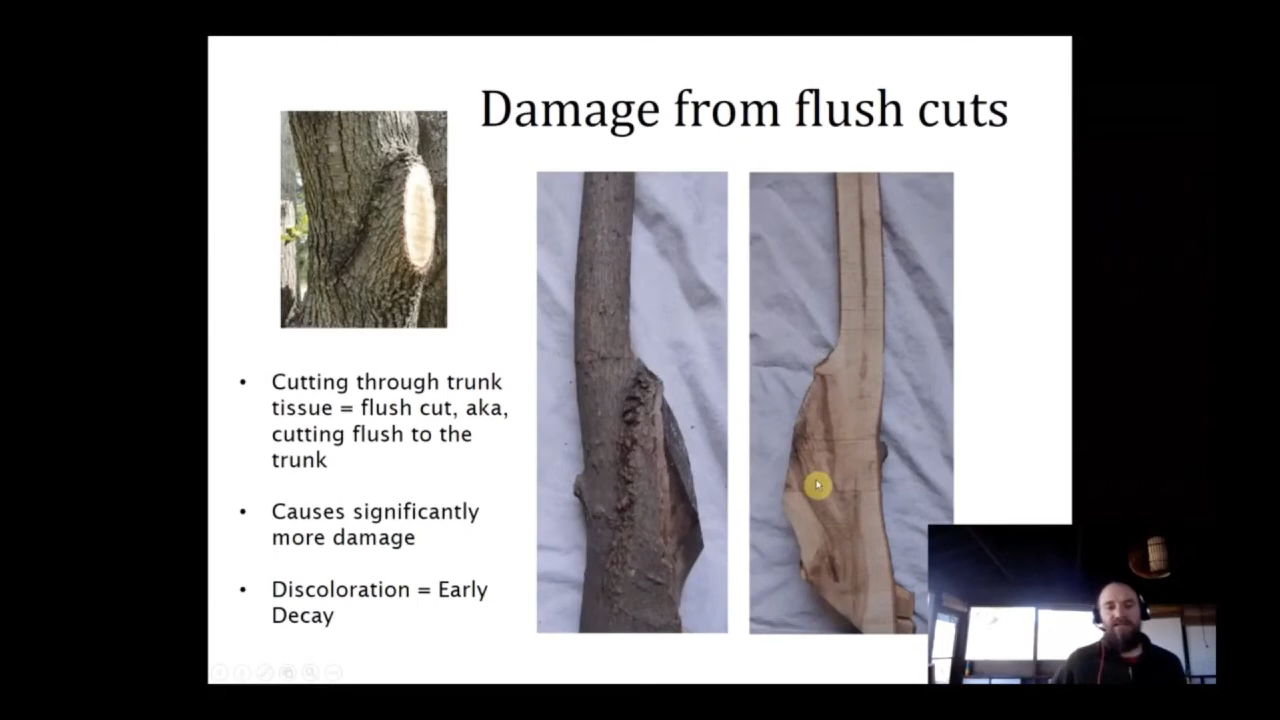 Damage from flush cuts
• Cutting through trunk
tissue = flush cut, aka,
cutting flush to the
trunk
• Causes significantly
more damage
• Discoloration = Early
Decay